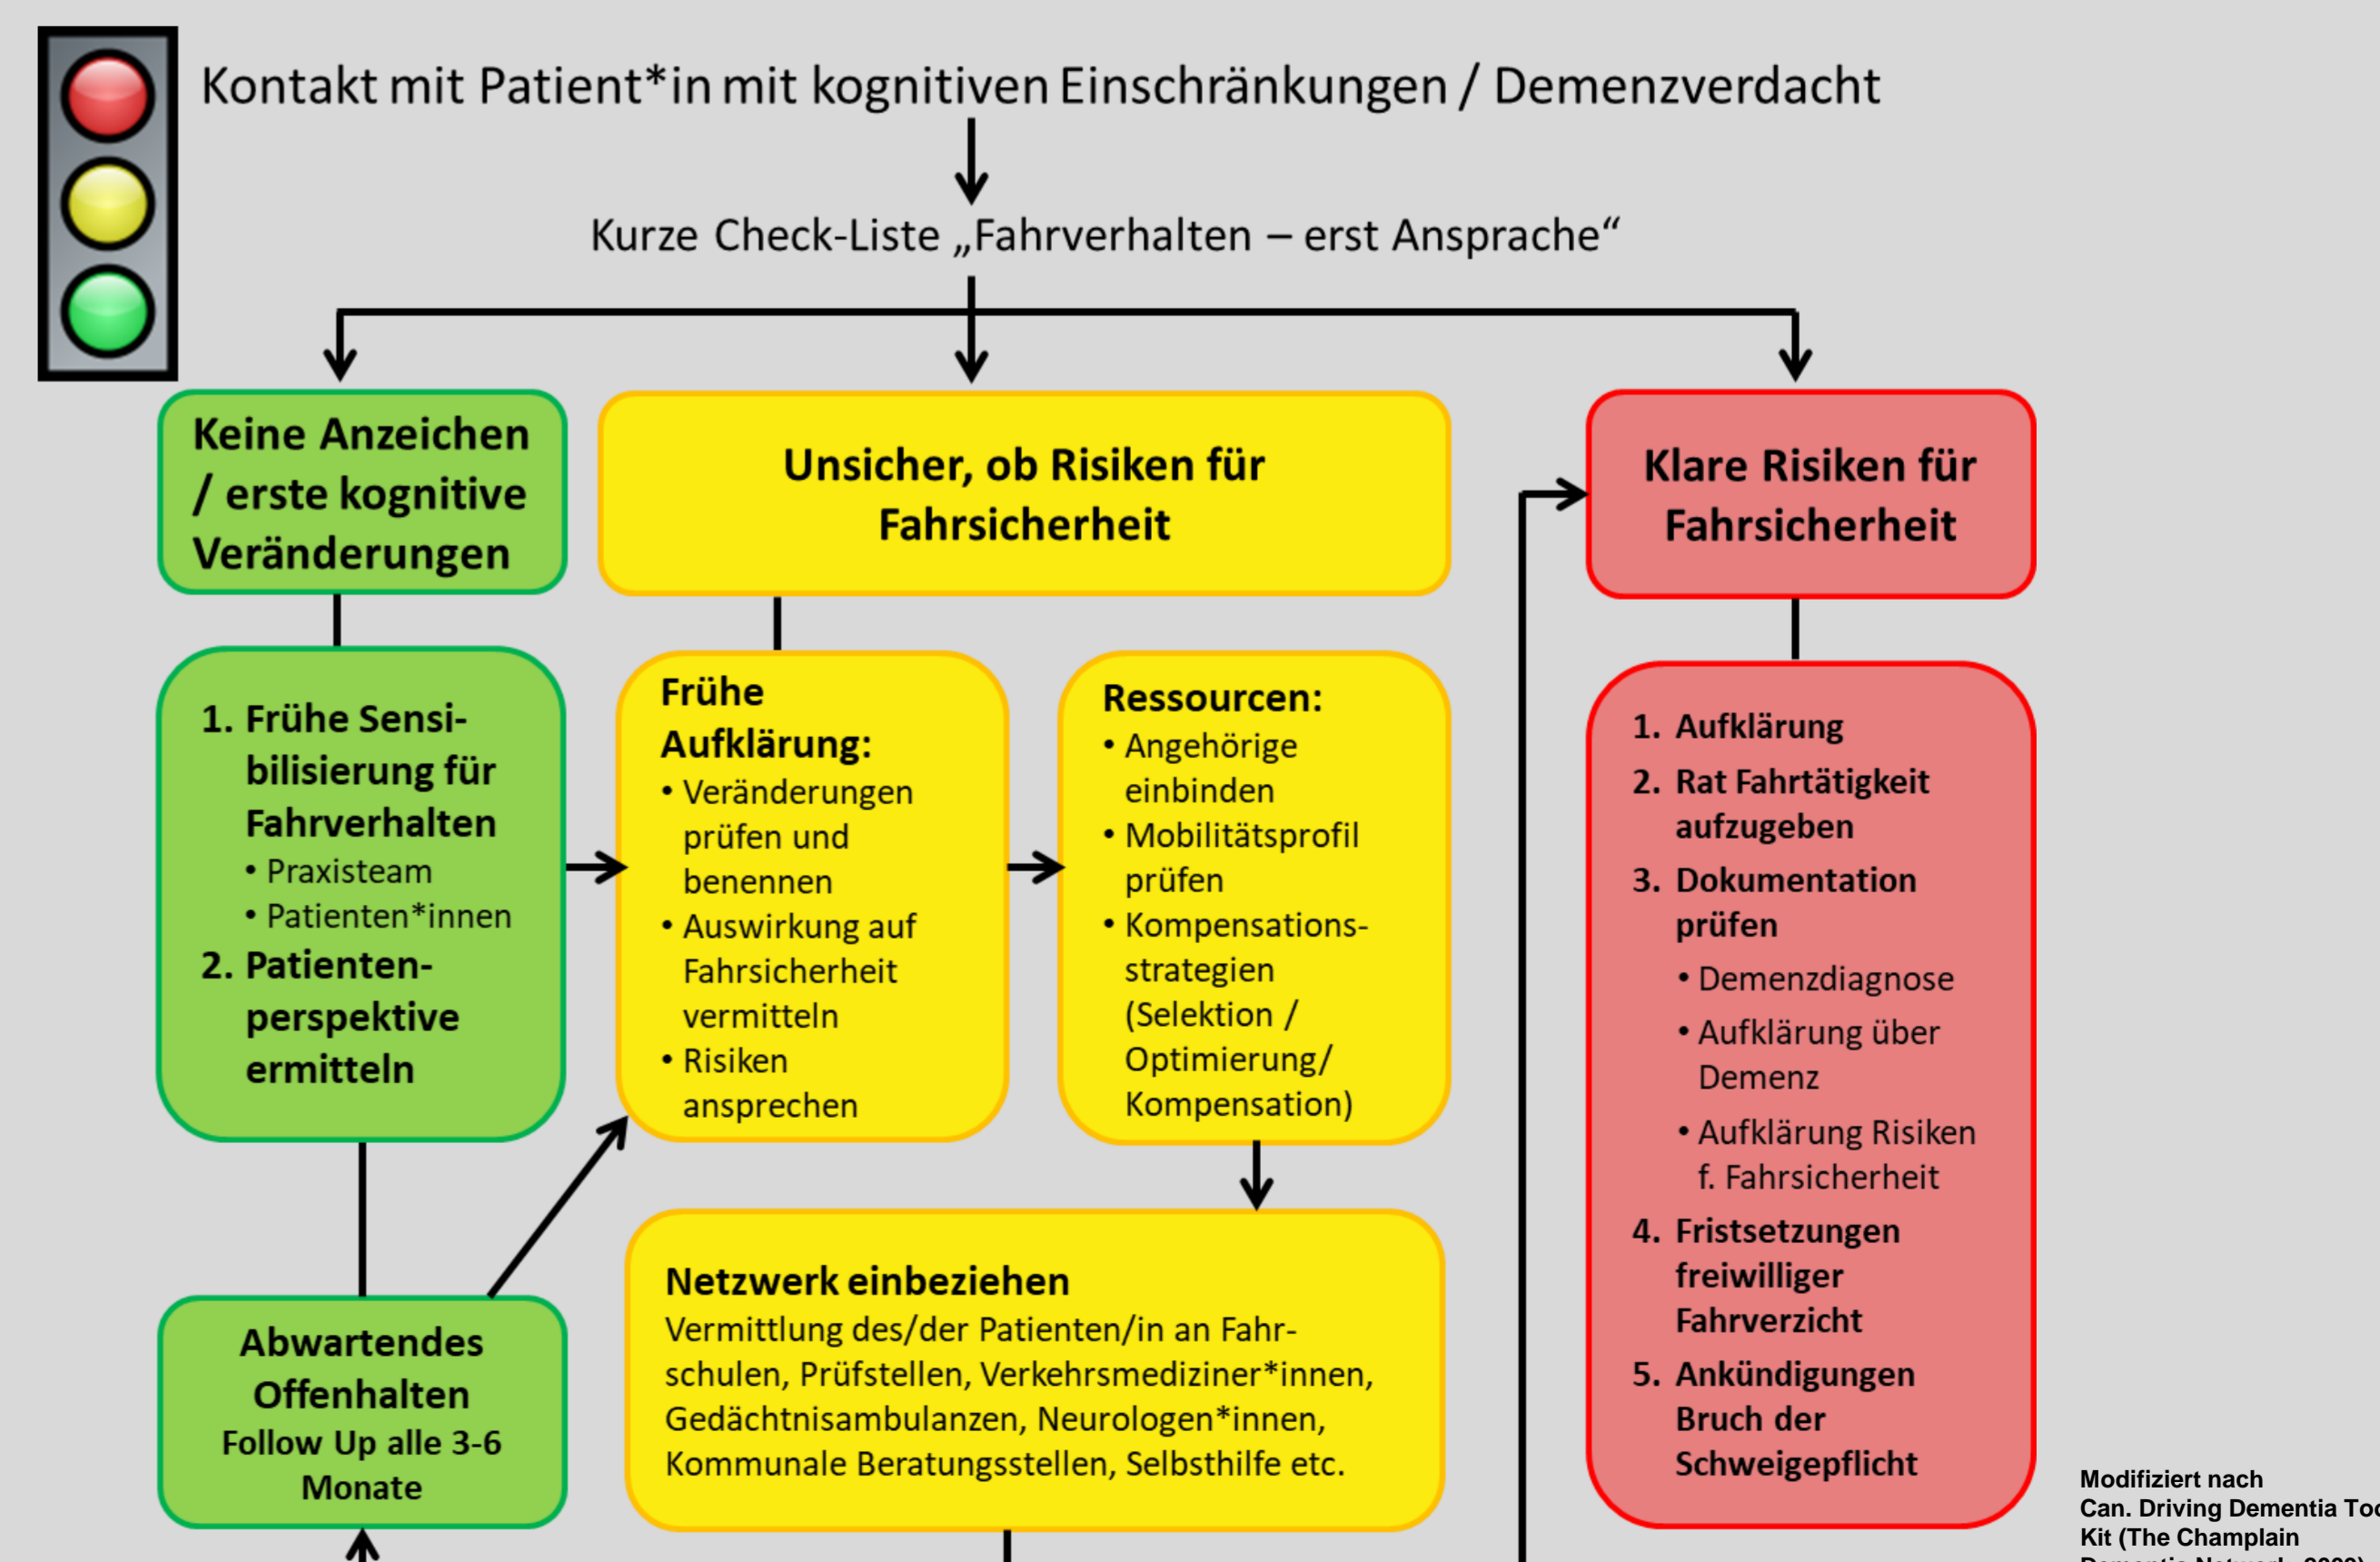 Kontakt mit Patient*in mit kognitiven Einschränkungen / Demenzverdacht
Kurze Check-Liste „Fahrverhalten – erst Ansprache“
Keine Anzeichen
/ erste kognitive
Veränderungen
Unsicher, ob Risiken für
Fahrsicherheit
Klare Risiken für
Fahrsicherheit
1. Frühe Sensi-
bilisierung für
Fahrverhalten
• Praxisteam
• Patienten*innen
2. Patienten-
perspektive
ermitteln
Frühe
Aufklärung:
• Veränderungen
prüfen und
benennen
• Auswirkung auf
Fahrsicherheit
vermitteln
• Risiken
ansprechen
Ressourcen:
• Angehörige
einbinden
• Mobilitätsprofil
prüfen
• Kompensations-
strategien
(Selektion /
Optimierung/
Kompensation)
1. Aufklärung
2. Rat Fahrtätigkeit
aufzugeben
3. Dokumentation
prüfen
• Demenzdiagnose
• Aufklärung über
Demenz
• Aufklärung Risiken
f. Fahrsicherheit
4. Fristsetzungen
freiwilliger
Fahrverzicht
5. Ankündigungen
Bruch der
Schweigepflicht
Abwartendes
Offenhalten
Follow Up alle 3-6
Monate
Netzwerk einbeziehen
Vermittlung des/der Patienten/in an Fahr-
schulen, Prüfstellen, Verkehrsmediziner*innen,
Gedächtnisambulanzen, Neurologen*innen,
Kommunale Beratungsstellen, Selbsthilfe etc.
Modifiziert nach
Can. Driving Dementia
Kit (The Champlain